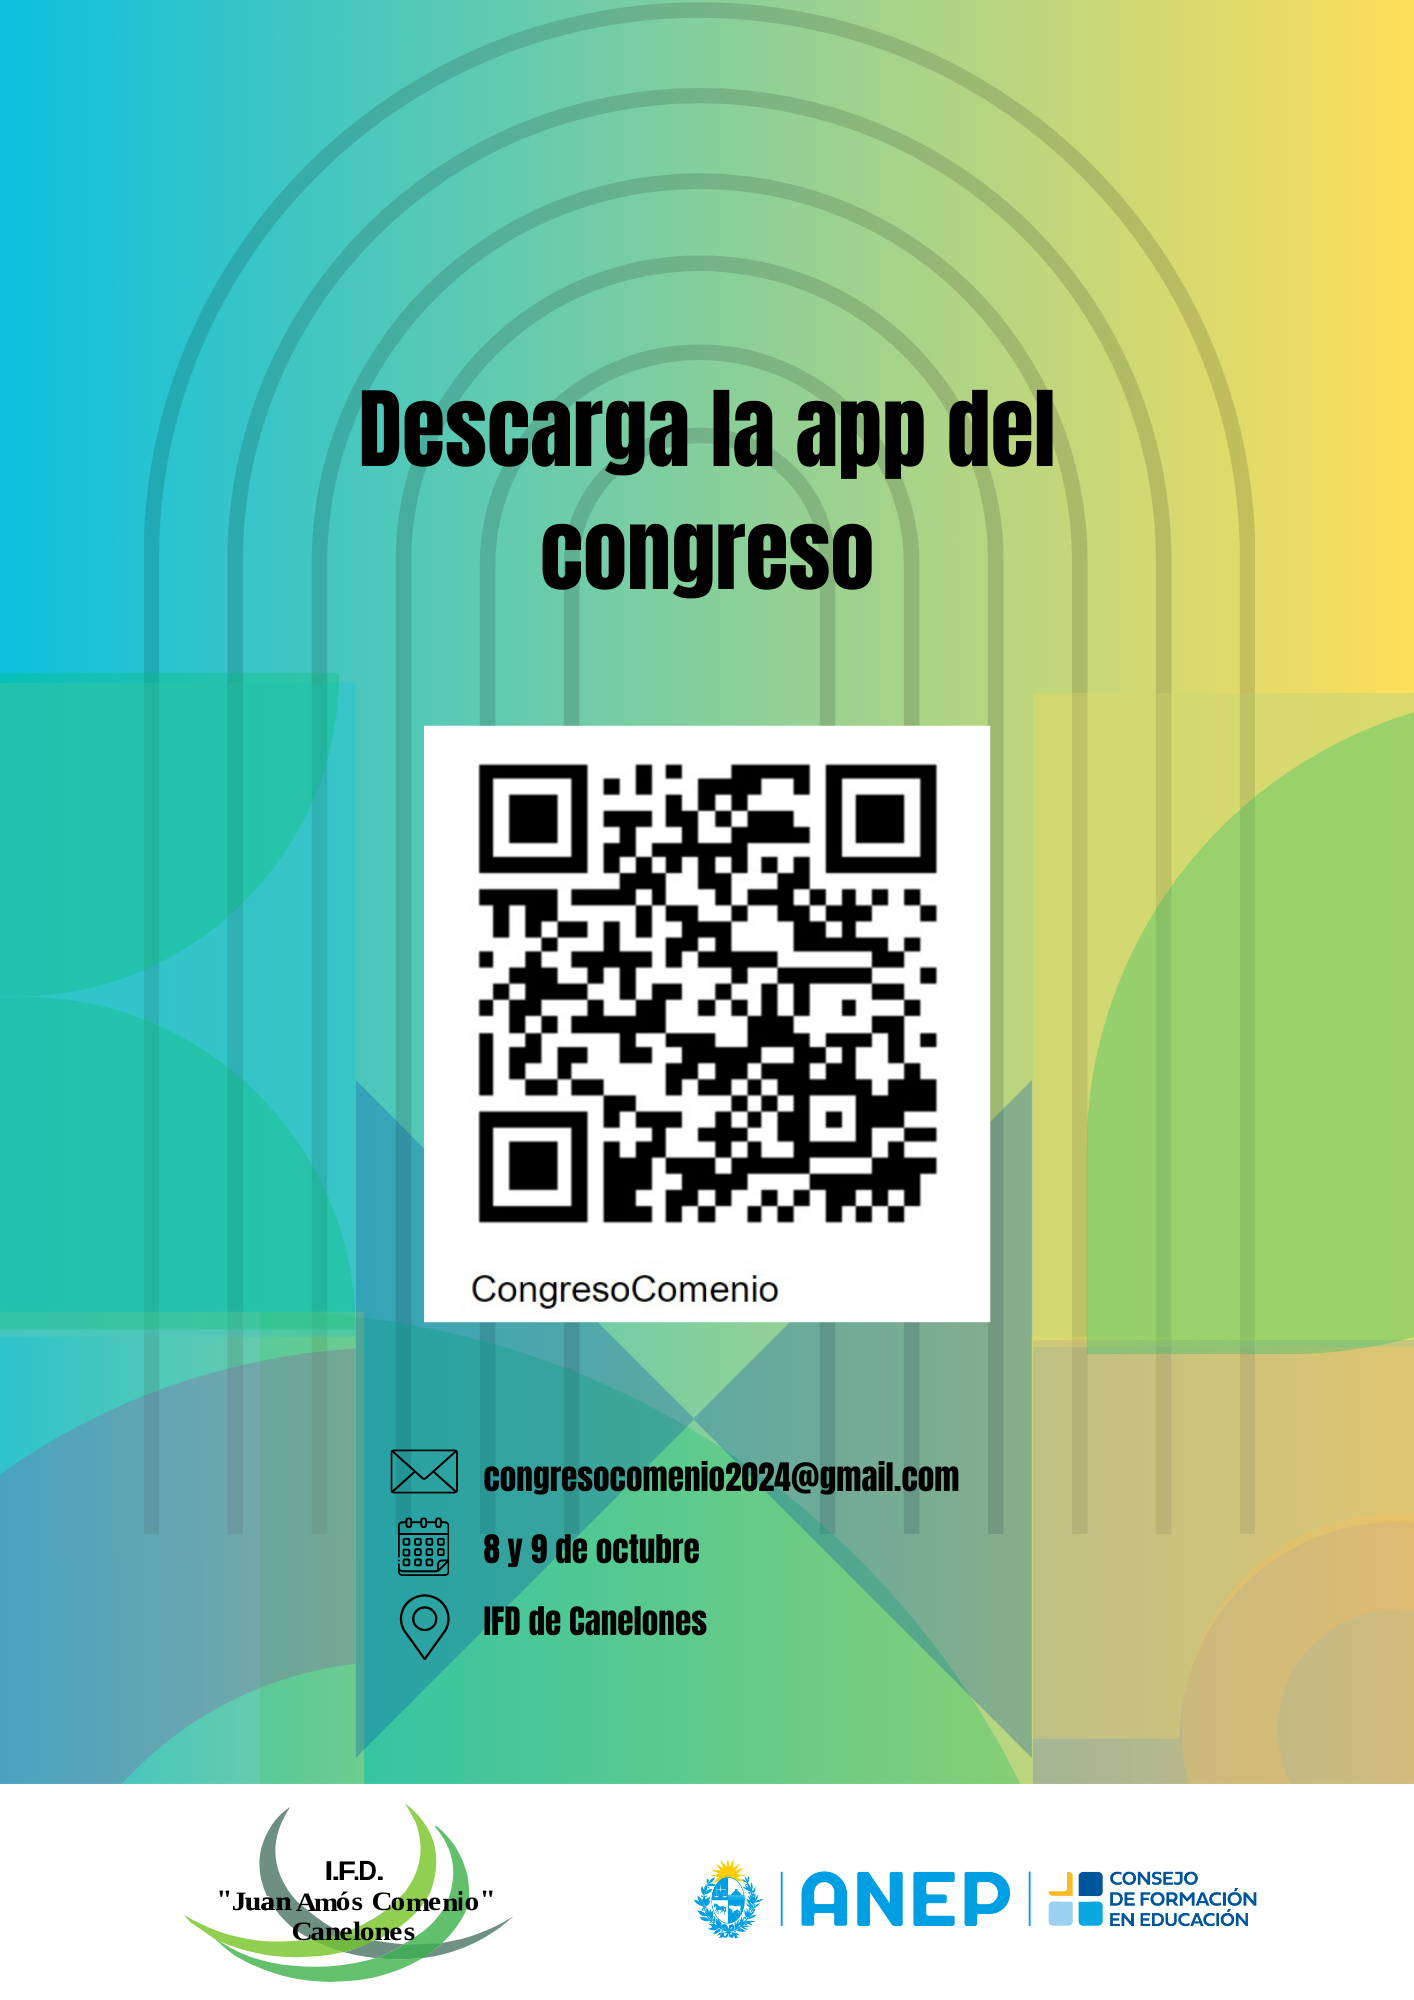 Descarga la app del
congreso
CongresoComenio
congresocomenio2024@gmail.com
8 y 9 de octubre
IFD de Canelones
I.F.D.
"Juan Amós Comenio"
Canelones
ANEP
CONSEJO
DE FORMACIÓN
EN EDUCACIÓN